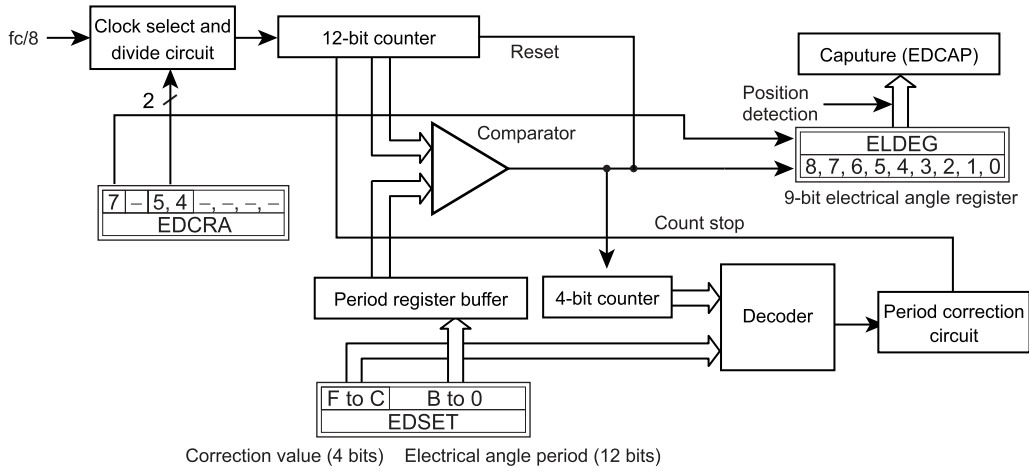 fc/8
Clock select and
divide circuit
12-bit counter
Reset
Caputure (EDCAP)
2
Position
detection
Comparator
ELDEG
8, 7, 6, 5, 4, 3, 2, 1, 0
9-bit electrical angle register
7 – 5, 4 –, –, –, –
EDCRA
Count stop
Period register buffer
4-bit counter
Decoder
Period correction
circuit
F to C B to 0
EDSET
Correction value (4 bits) Electrical angle period (12 bits)